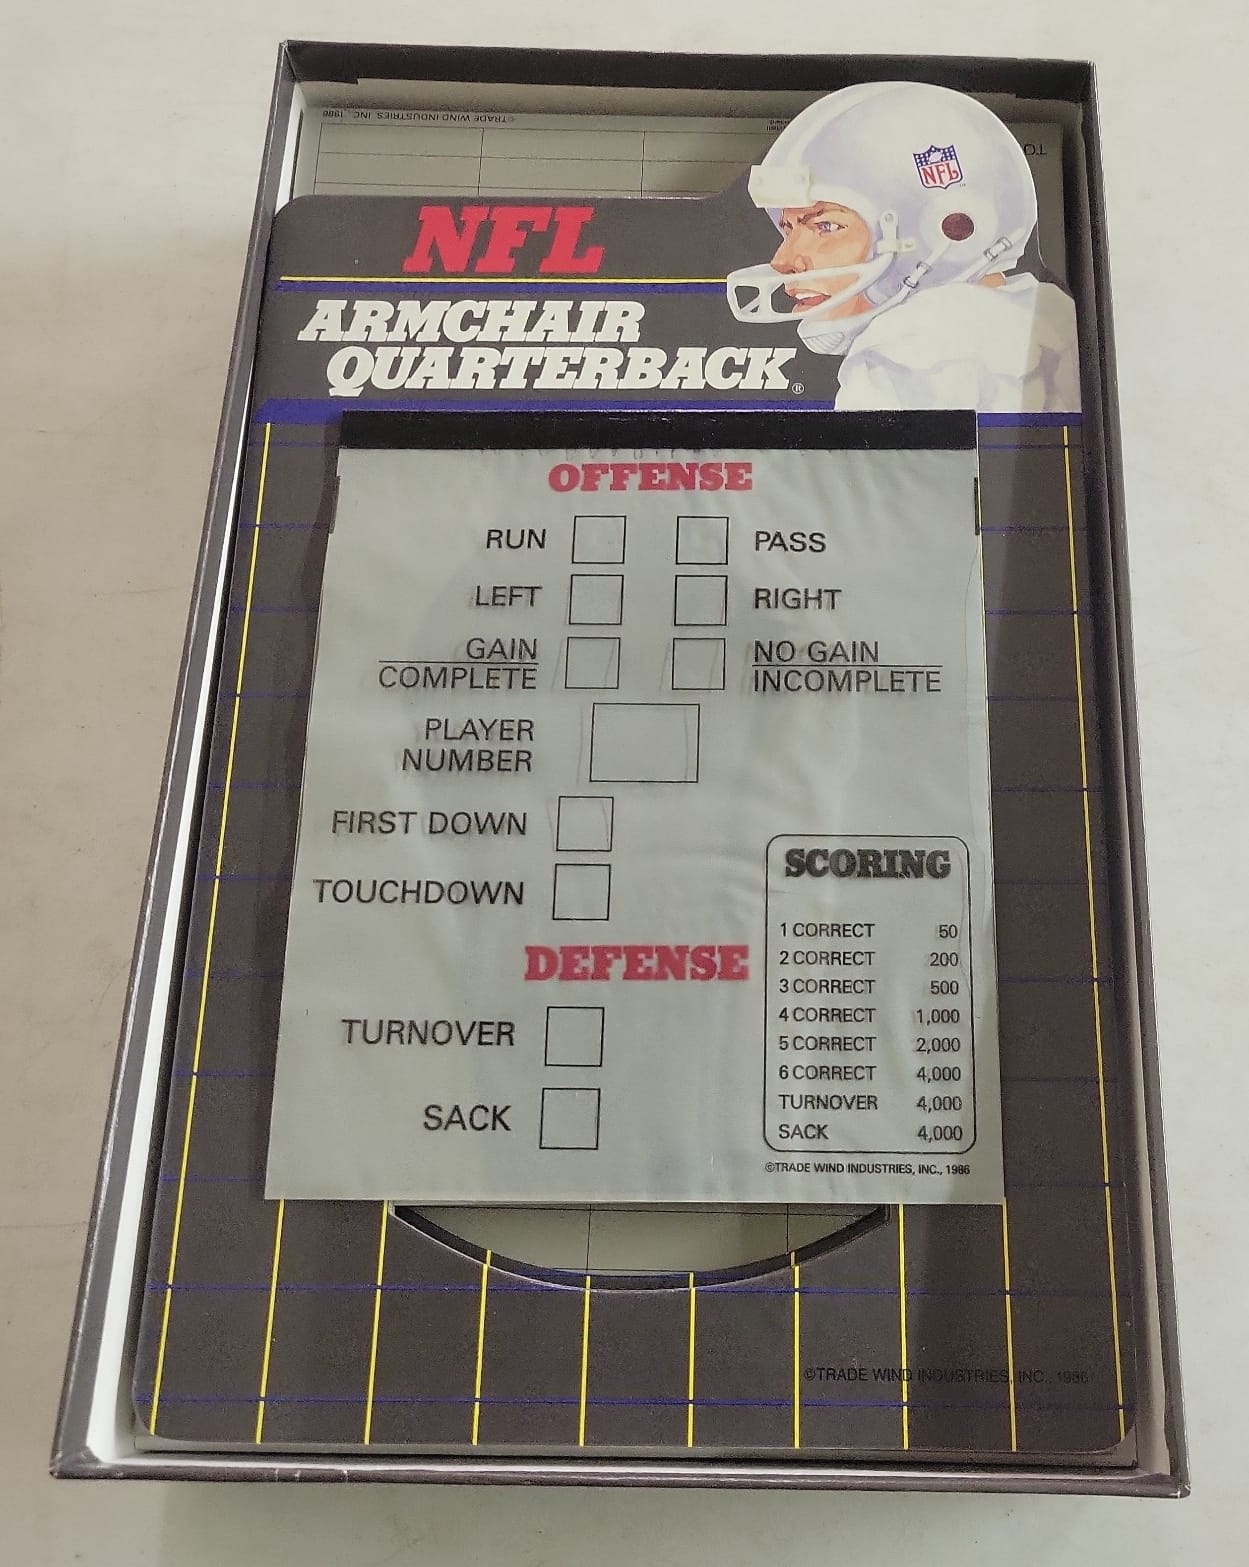 ©TRADE WIND INDUSTRIES, INC., 1986
TO
NFL
NFL
ARMCHAIR
QUARTERBACK®
OFFENSE
RUN PASS
LEFT RIGHT
GAIN NO GAIN
COMPLETE INCOMPLETE
PLAYER
NUMBER
FIRST DOWN
TOUCHDOWN
DEFENSE
TURNOVER
SACK
SCORING
1 CORRECT 50
2 CORRECT 200
3 CORRECT 500
4 CORRECT 1,000
5 CORRECT 2,000
6 CORRECT 4,000
TURNOVER 4,000
SACK 4,000
©TRADE WIND INDUSTRIES, INC., 1986
©TRADE WIND INDUSTRIES, INC., 1986